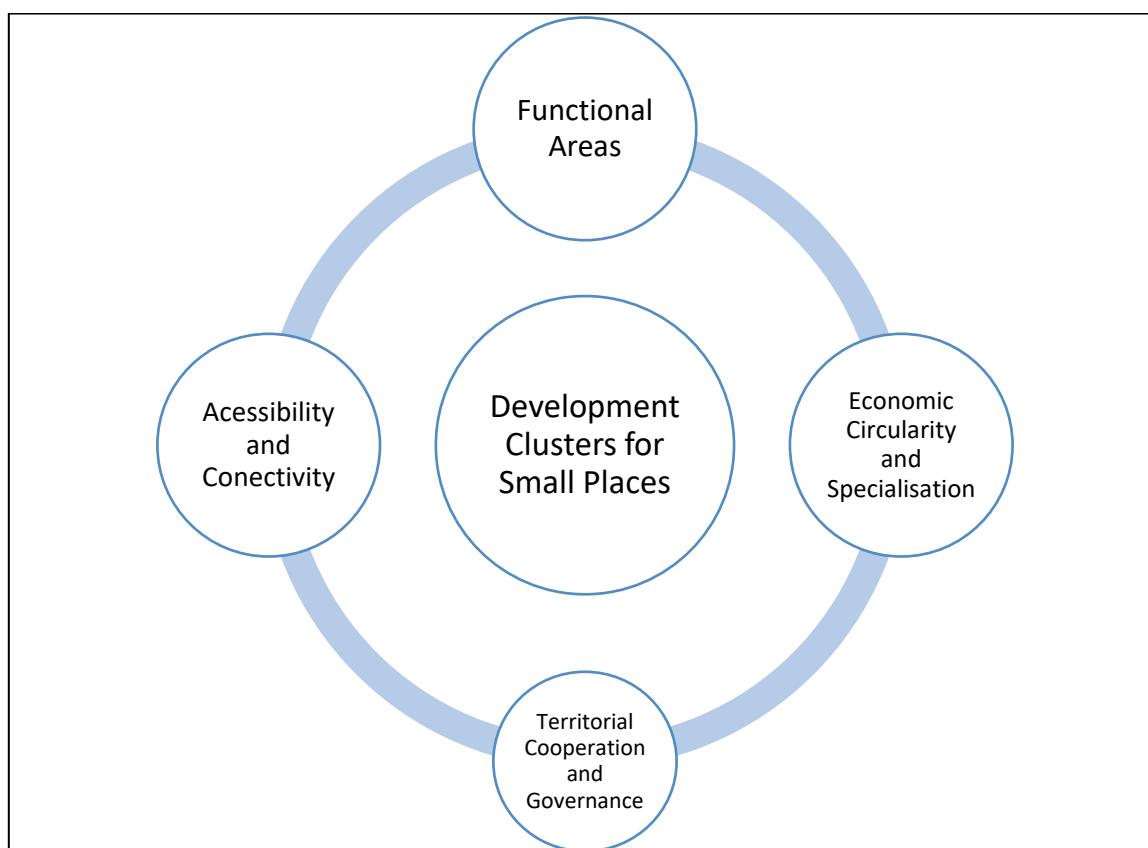 Functional
Areas
Acessibility
and
Conectivity
Development
Clusters for
Small Places
Economic
Circularity
and
Specialisation
Territorial
Cooperation
and
Governance